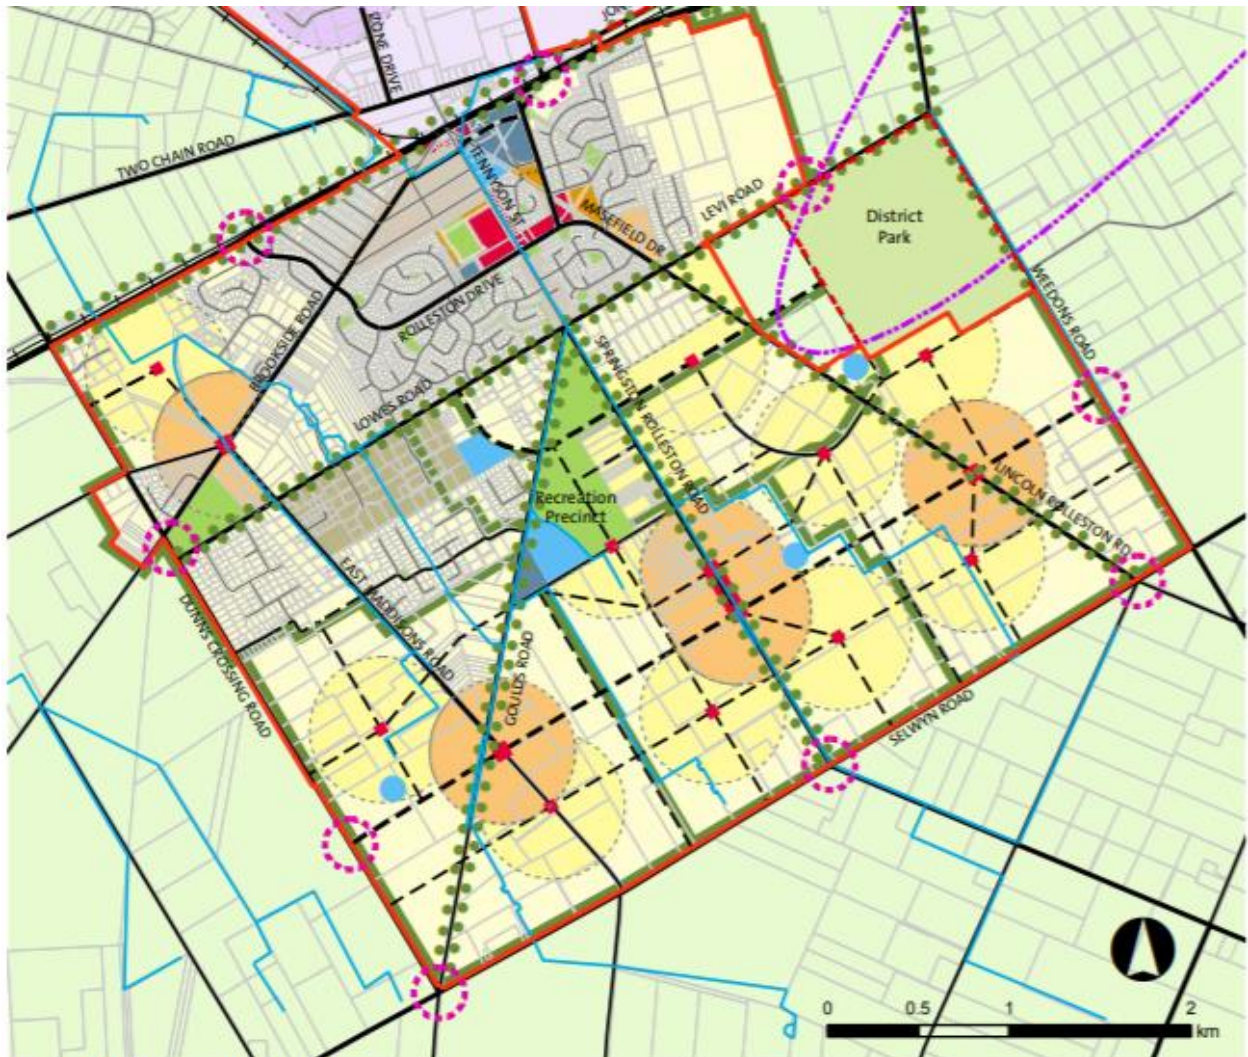 TWO CHAIN ROAD
TENNYSON ST
MASEFIELD DR
LEVI ROAD
District
Park
WEEDONS ROAD
BROOKSIDE ROAD
ROLLESTON DRIVE
LOWES ROAD
SPRINGSTON ROLLESTON ROAD
Recreation
Precinct
LINCOLN ROLLESTON RD
EAST MADDISONS ROAD
DUNNS CROSSING ROAD
GOULDS ROAD
SELWYN ROAD
0 0.5 1 2
km